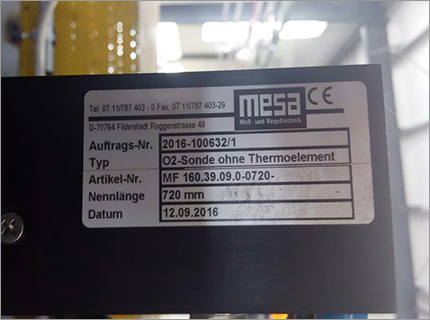 Tel. 07 11/787 403 - 0 Fax: 07 11/787 403-29
mesa CE
Meß- und Regeltechnik
D-70794 Filderstadt Roggenstrasse 49
Auftrags-Nr. 2016-100632/1
Typ O2-Sonde ohne Thermoelement
Artikel-Nr. MF 160.39.09.0-0720-
Nennlänge 720 mm
Datum 12.09.2016